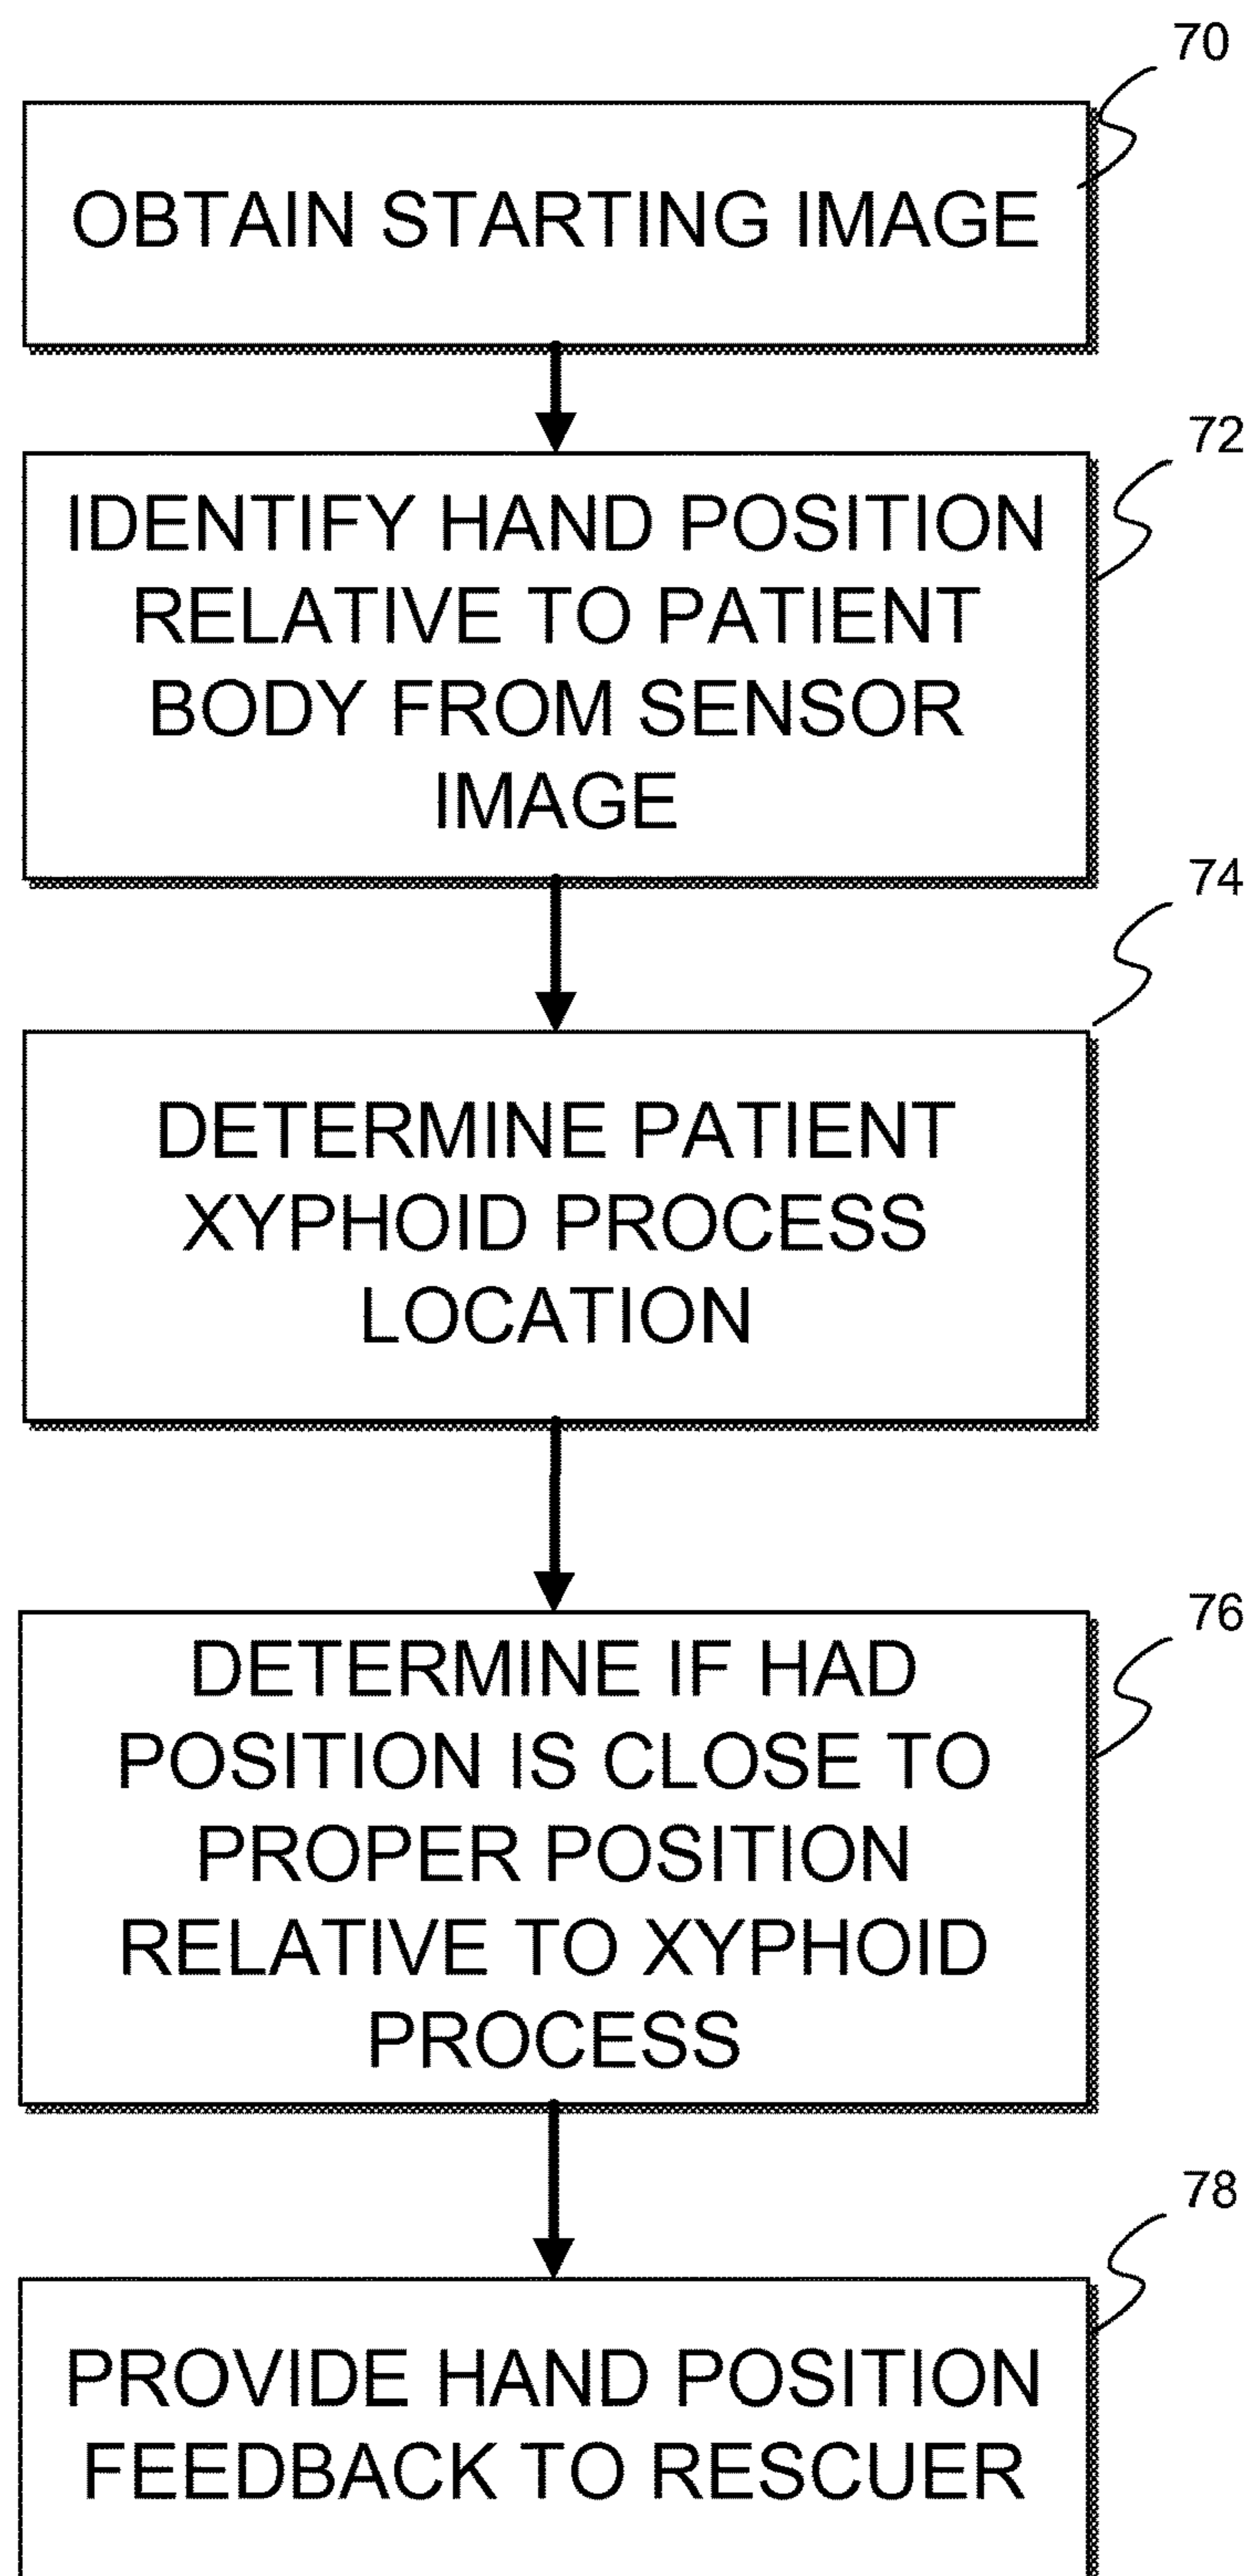 70
OBTAIN STARTING IMAGE
72
IDENTIFY HAND POSITION
RELATIVE TO PATIENT
BODY FROM SENSOR
IMAGE
74
DETERMINE PATIENT
XYPHOID PROCESS
LOCATION
76
DETERMINE IF HAD
POSITION IS CLOSE TO
PROPER POSITION
RELATIVE TO XYPHOID
PROCESS
78
PROVIDE HAND POSITION
FEEDBACK TO RESCUER